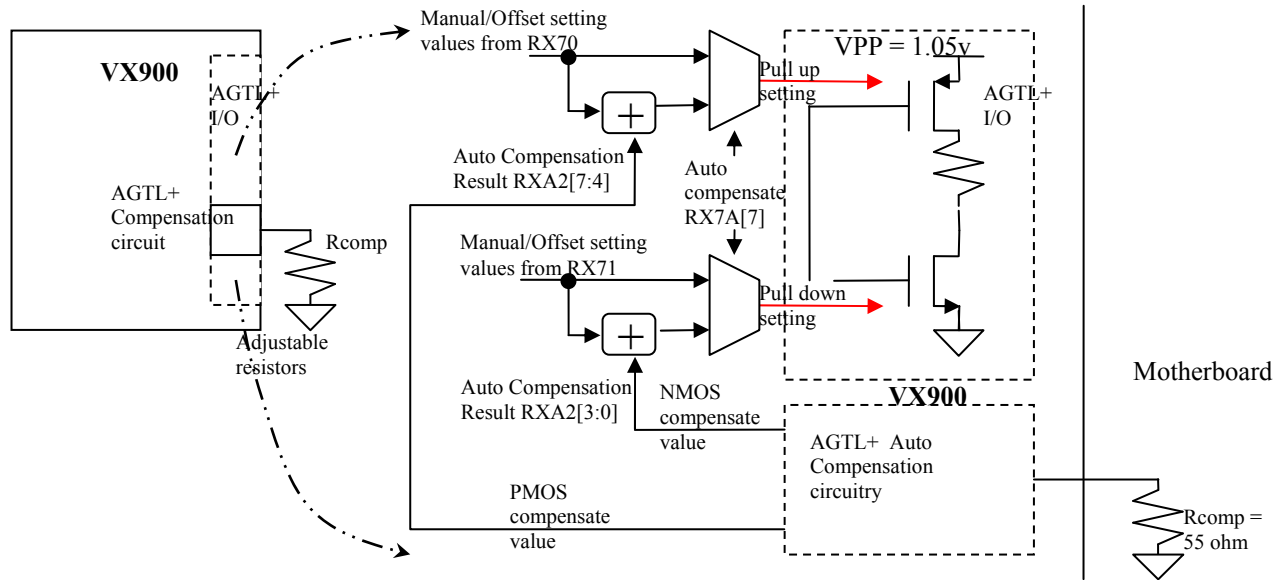 VX900
AGTL+
I/O
AGTL+
Compensation
circuit
Rcomp
Adjustable
resistors
Manual/Offset setting
values from RX70
+
Auto Compensation
Result RXA2[7:4]
Pull up
setting
Auto
compensate
RX7A[7]
VPP = 1.05v
AGTL+
I/O
Manual/Offset setting
values from RX71
+
Pull down
setting
Auto Compensation
Result RXA2[3:0]
NMOS
compensate
value
PMOS
compensate
value
VX900
AGTL+  Auto
Compensation
circuitry
Motherboard
Rcomp =
55 ohm